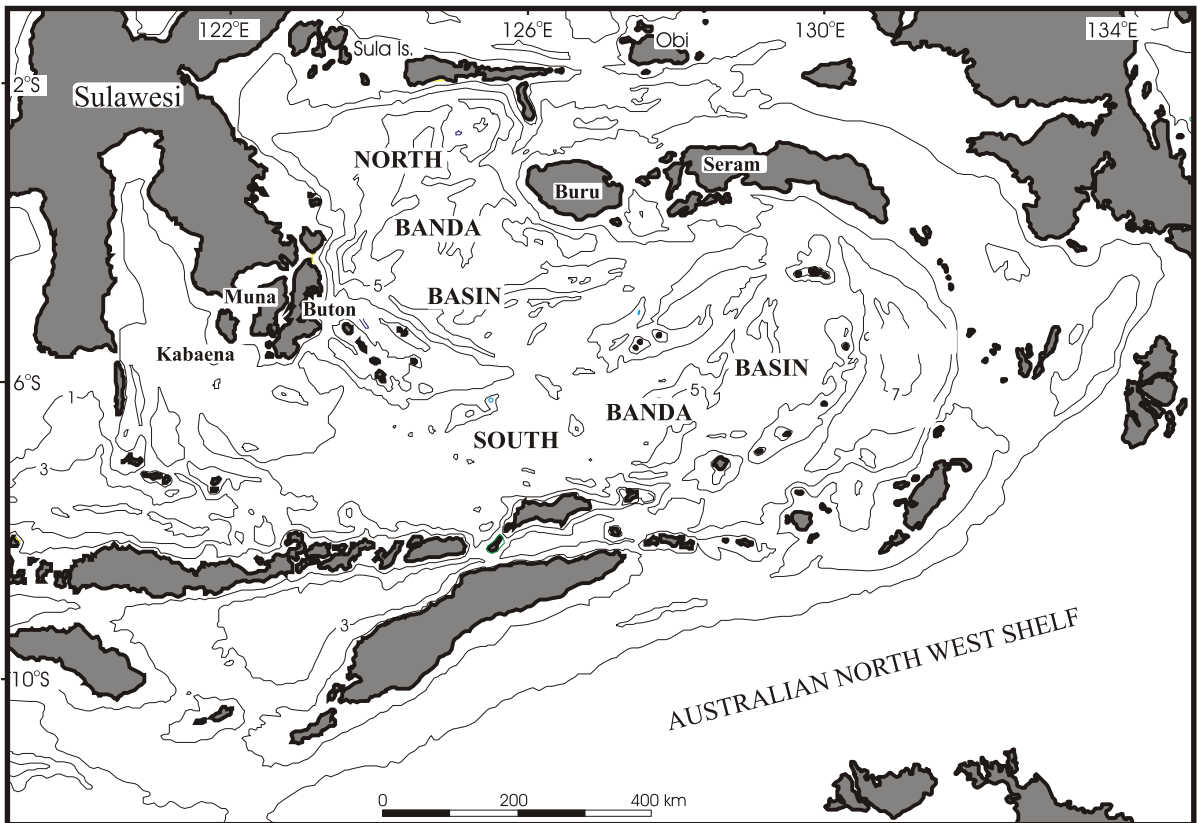 122°E
126°E
130°E
134°E
Sula Is.
Obi
2°S
Sulawesi
NORTH
Seram
Buru
BANDA
5
BASIN
Muna
Buton
Kabaena
BASIN
6°S
1
5
7
BANDA
SOUTH
3
3
AUSTRALIAN NORTH WEST SHELF
10°S
0 200 400 km